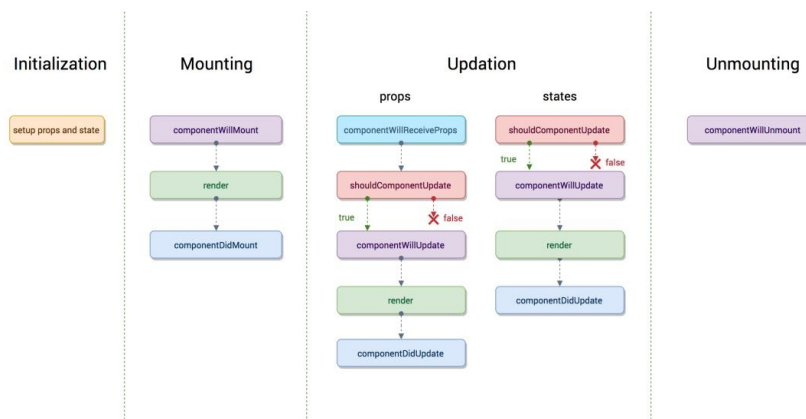 Initialization
Mounting
Updation
Unmounting
props
states
setup props and state
componentWillMount
render
componentDidMount
componentWillReceiveProps
shouldComponentUpdate
true
false
componentWillUpdate
render
componentDidUpdate
shouldComponentUpdate
true
false
componentWillUpdate
render
componentDidUpdate
componentWillUnmount